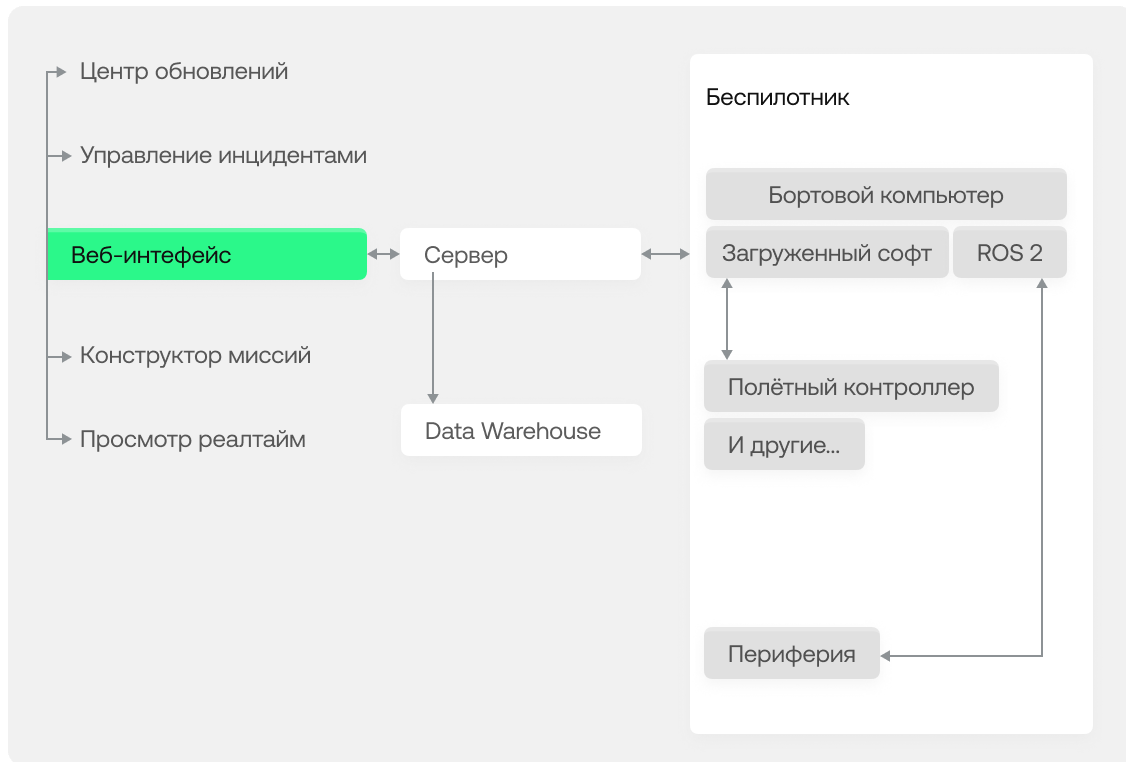 Центр обновлений
Управление инцидентами
Веб-интефейс
Конструктор миссий
Просмотр реалтайм
Сервер
Data Warehouse
Беспилотник
Бортовой компьютер
Загруженный софт
ROS 2
Полётный контроллер
И другие...
Периферия